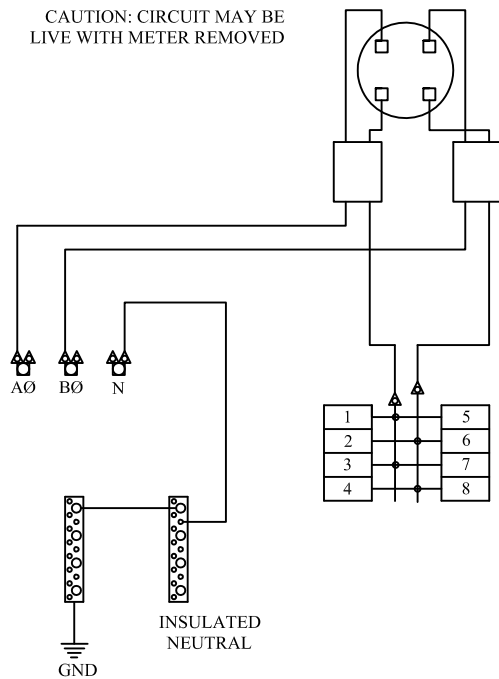 CAUTION: CIRCUIT MAY BE
LIVE WITH METER REMOVED
AØ BØ N
1 5
2 6
3 7
4 8
INSULATED
NEUTRAL
GND